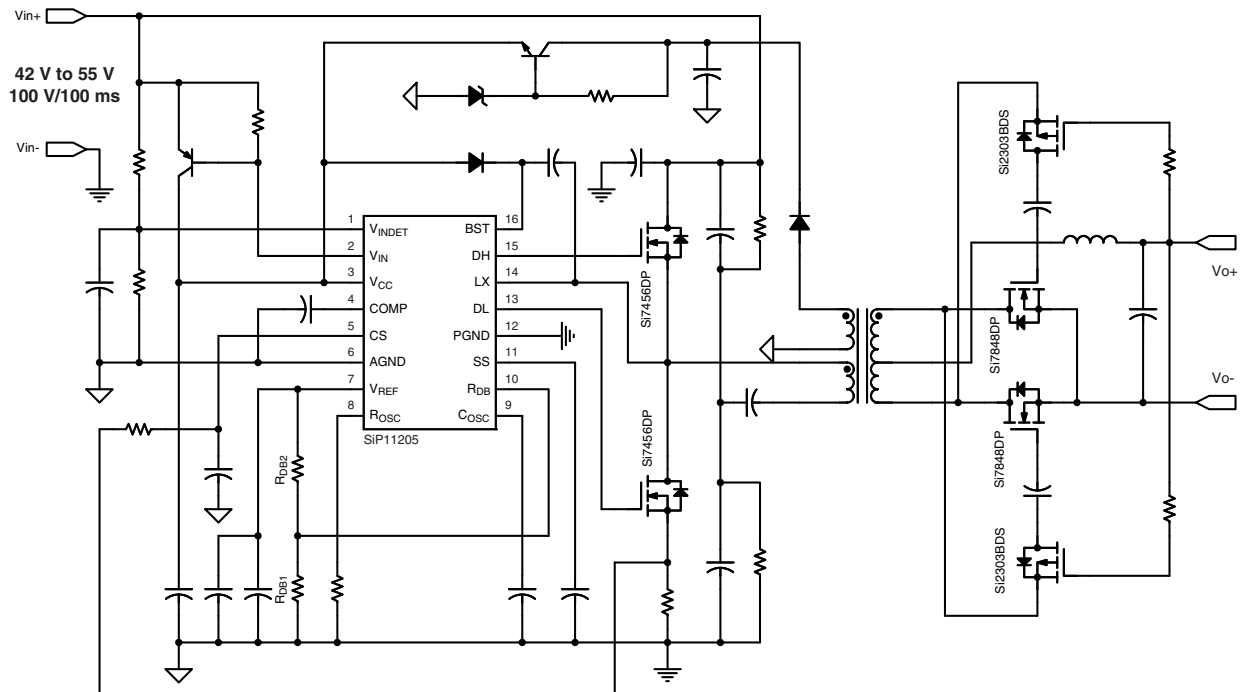 Vin+
42 V to 55 V
100 V/100 ms
Vin-
1
VINDET
2
VIN
3
VCC
4
COMP
5
CS
6
AGND
7
VREF
8
ROSC
16
BST
15
DH
14
LX
13
DL
12
PGND
11
SS
10
RDB
9
COSC
SiP11205
RDB2
RDB1
Si7456DP
Si7456DP
Si2303BDS
Si7848DP
Si7848DP
Si2303BDS
Vo+
Vo-